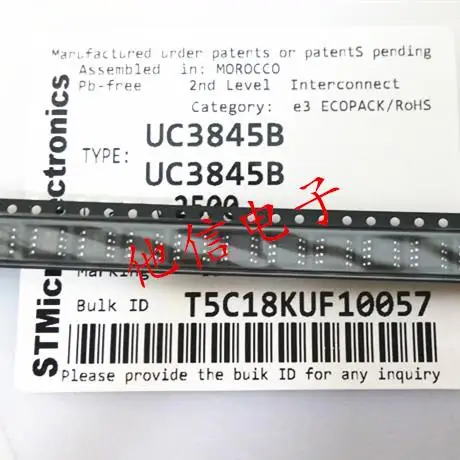 Manufactured under patents or patentS pending
Assembled in: MOROCCO
Pb-free 2nd Level Interconnect
Category: e3 ECOPACK/RoHS
TYPE: UC3845B
UC3845B
2500
他信电子
Marking
Bulk ID T5C18KUF10057
Please provide the bulk ID for any inquiry